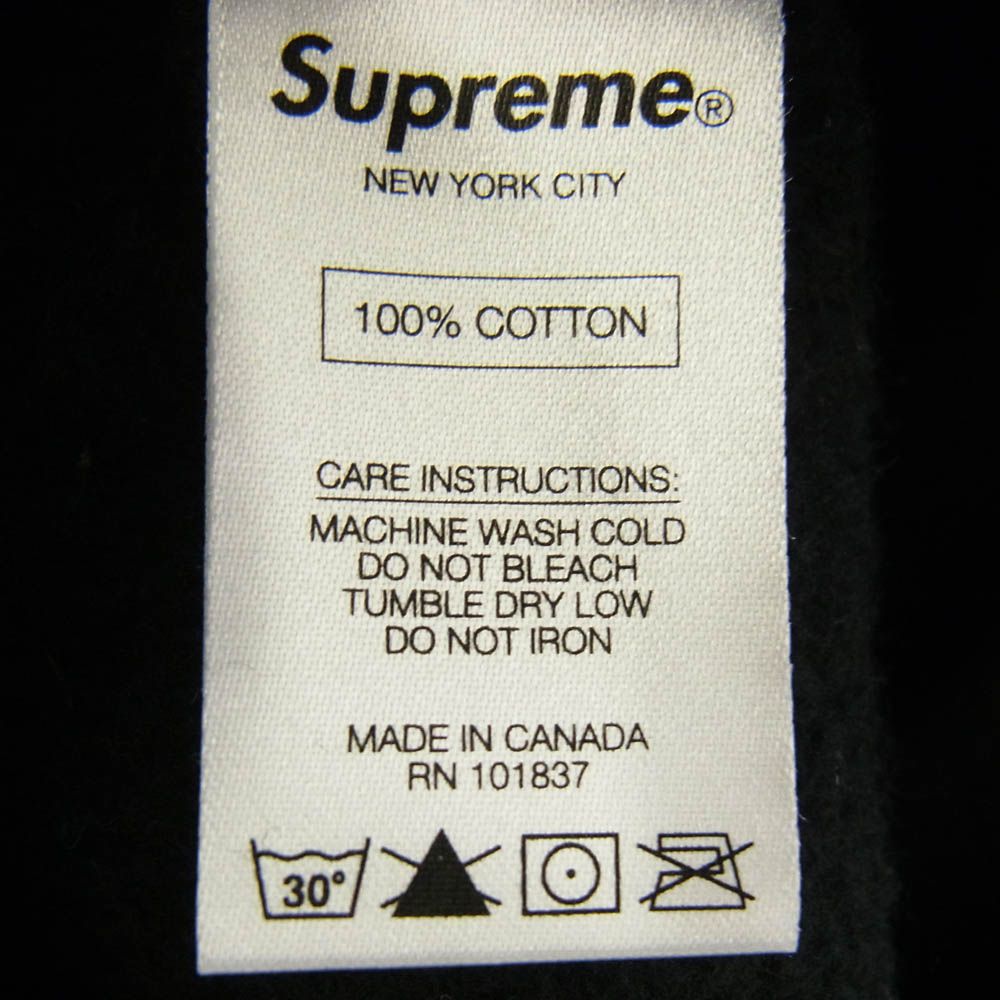 Supreme®
NEW YORK CITY
100% COTTON
CARE INSTRUCTIONS:
MACHINE WASH COLD
DO NOT BLEACH
TUMBLE DRY LOW
DO NOT IRON
MADE IN CANADA
RN 101837
30°